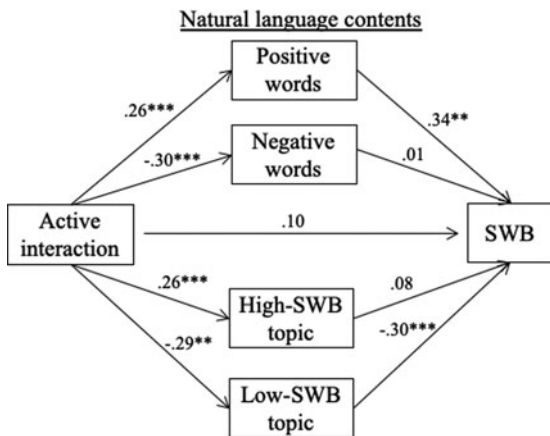 Natural language contents
Positive
words
.26***
.34**
Negative
words
-.30***
.01
Active
interaction
.10
SWB
.26***
High-SWB
topic
.08
-.29**
-.30***
Low-SWB
topic